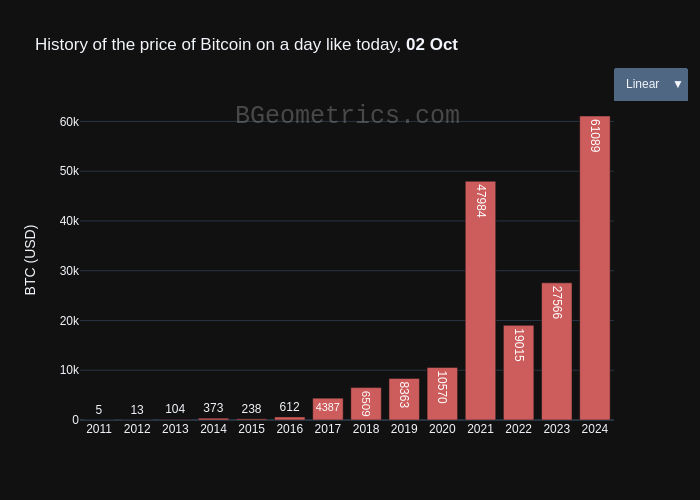 History of the price of Bitcoin on a day like today, 02 Oct
Linear ▼
BGeometrics.com
BTC (USD)
60k
50k
40k
30k
20k
10k
0
5
13
104
373
238
612
4387
6509
8363
10570
47984
19015
27566
61089
2011 2012 2013 2014 2015 2016 2017 2018 2019 2020 2021 2022 2023 2024